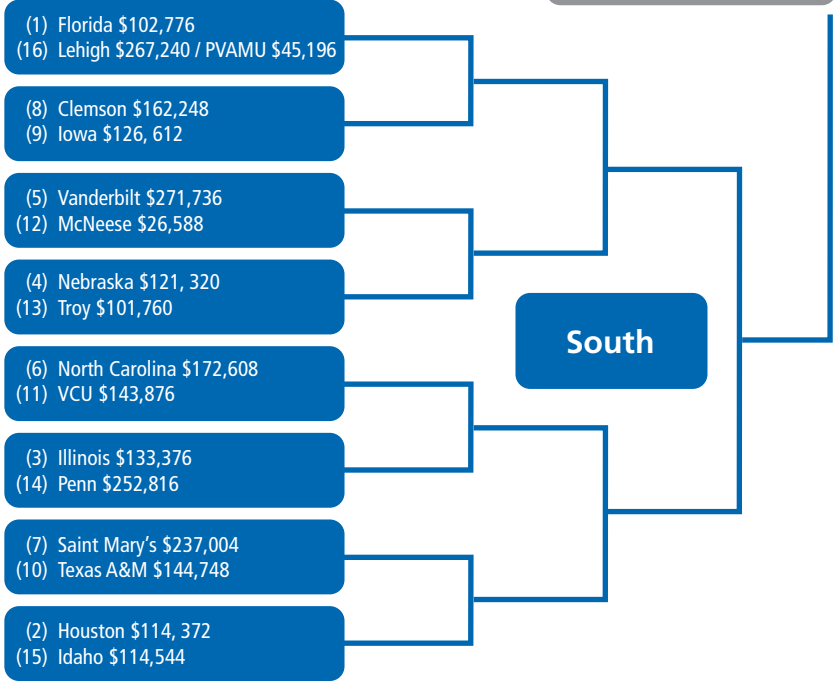 (1) Florida $102,776
(16) Lehigh $267,240 / PVAMU $45,196
(8) Clemson $162,248
(9) Iowa $126, 612
(5) Vanderbilt $271,736
(12) McNeese $26,588
(4) Nebraska $121, 320
(13) Troy $101,760
(6) North Carolina $172,608
(11) VCU $143,876
(3) Illinois $133,376
(14) Penn $252,816
(7) Saint Mary's $237,004
(10) Texas A&M $144,748
(2) Houston $114, 372
(15) Idaho $114,544
South